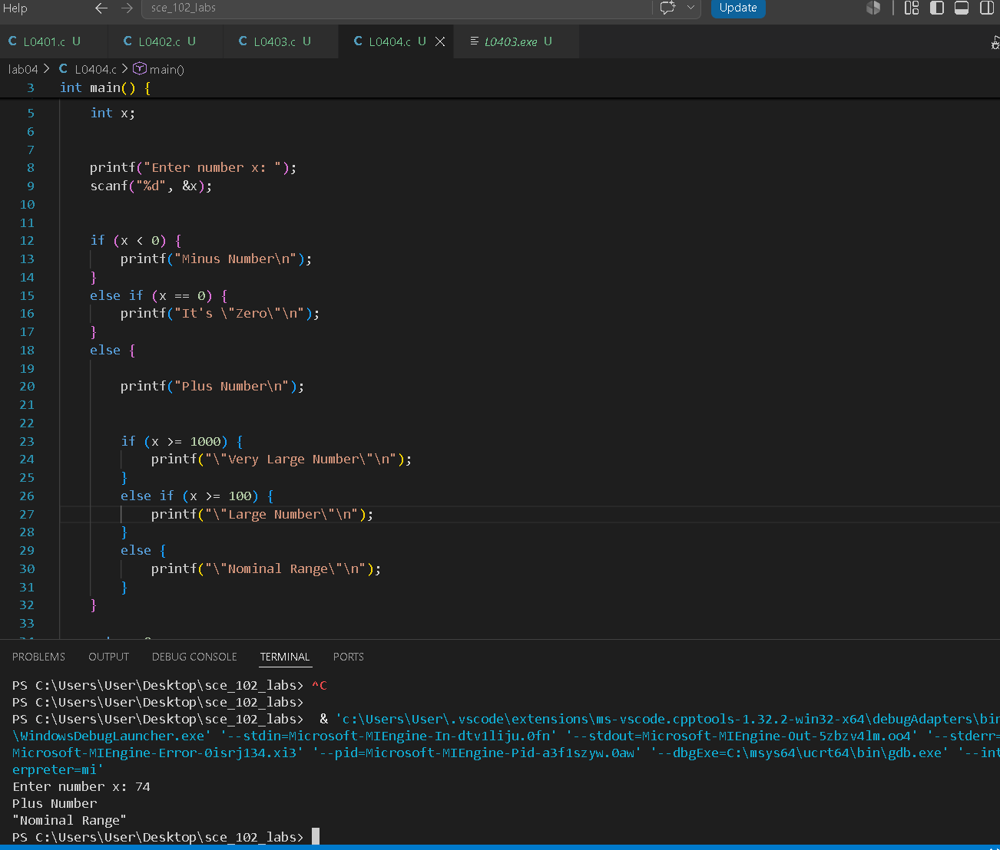 Help
sce_102_labs
Update
L0401.c U
L0402.c U
L0403.c U
L0404.c U
L0403.exe U
lab04 > C L0404.c > main()
3 int main() {
5 int x;
6
7
8 printf("Enter number x: ");
9 scanf("%d", &x);
10
11
12 if (x < 0) {
13 printf("Minus Number\n");
14 }
15 else if (x == 0) {
16 printf("It's \"Zero\"\n");
17 }
18 else {
19
20 printf("Plus Number\n");
21
22
23 if (x >= 1000) {
24 printf("\"Very Large Number\"\n");
25 }
26 else if (x >= 100) {
27 printf("\"Large Number\"\n");
28 }
29 else {
30 printf("\"Nominal Range\"\n");
31 }
32 }
33
PROBLEMS OUTPUT DEBUG CONSOLE TERMINAL PORTS
PS C:\Users\User\Desktop\sce_102_labs> ^C
PS C:\Users\User\Desktop\sce_102_labs>
PS C:\Users\User\Desktop\sce_102_labs> & 'c:\Users\User\.vscode\extensions\ms-vscode.cpptools-1.32.2-win32-x64\debugAdapters\bin
\WindowsDebugLauncher.exe' '--stdin=Microsoft-MIEngine-In-dtv1liju.0fn' '--stdout=Microsoft-MIEngine-Out-5zbzv4lm.oo4' '--stderr=
Microsoft-MIEngine-Error-0isrj134.xi3' '--pid=Microsoft-MIEngine-Pid-a3f1szyw.0aw' '--dbgExe=C:\msys64\ucrt64\bin\gdb.exe' '--int
erpreter=mi'
Enter number x: 74
Plus Number
"Nominal Range"
PS C:\Users\User\Desktop\sce_102_labs>